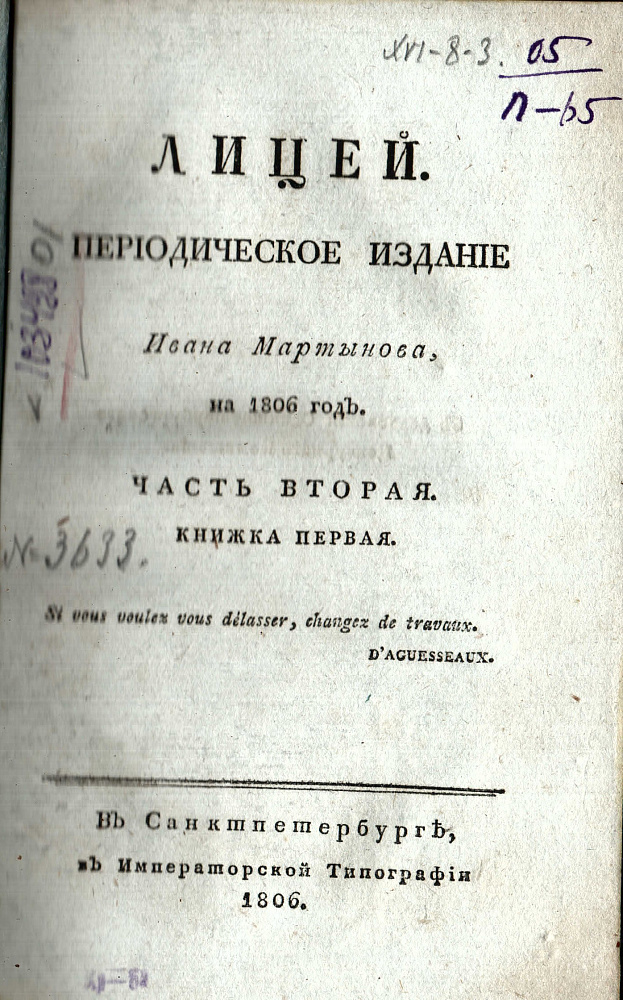 XVI-8-3. 05
Л-65
ЛИЦЕЙ.
ПЕРІОДИЧЕСКОЕ ИЗДАНІЕ
Ивана Мартынова,
на 1806 годъ.
ЧАСТЬ ВТОРАЯ.
КНИЖКА ПЕРВАЯ.
№ 3633.
Si vous voulez vous délasser, changez de travaux.
D'AGUESSEAUX.
Въ Санктпетербургѣ,
въ Императорской Типографіи
1806.